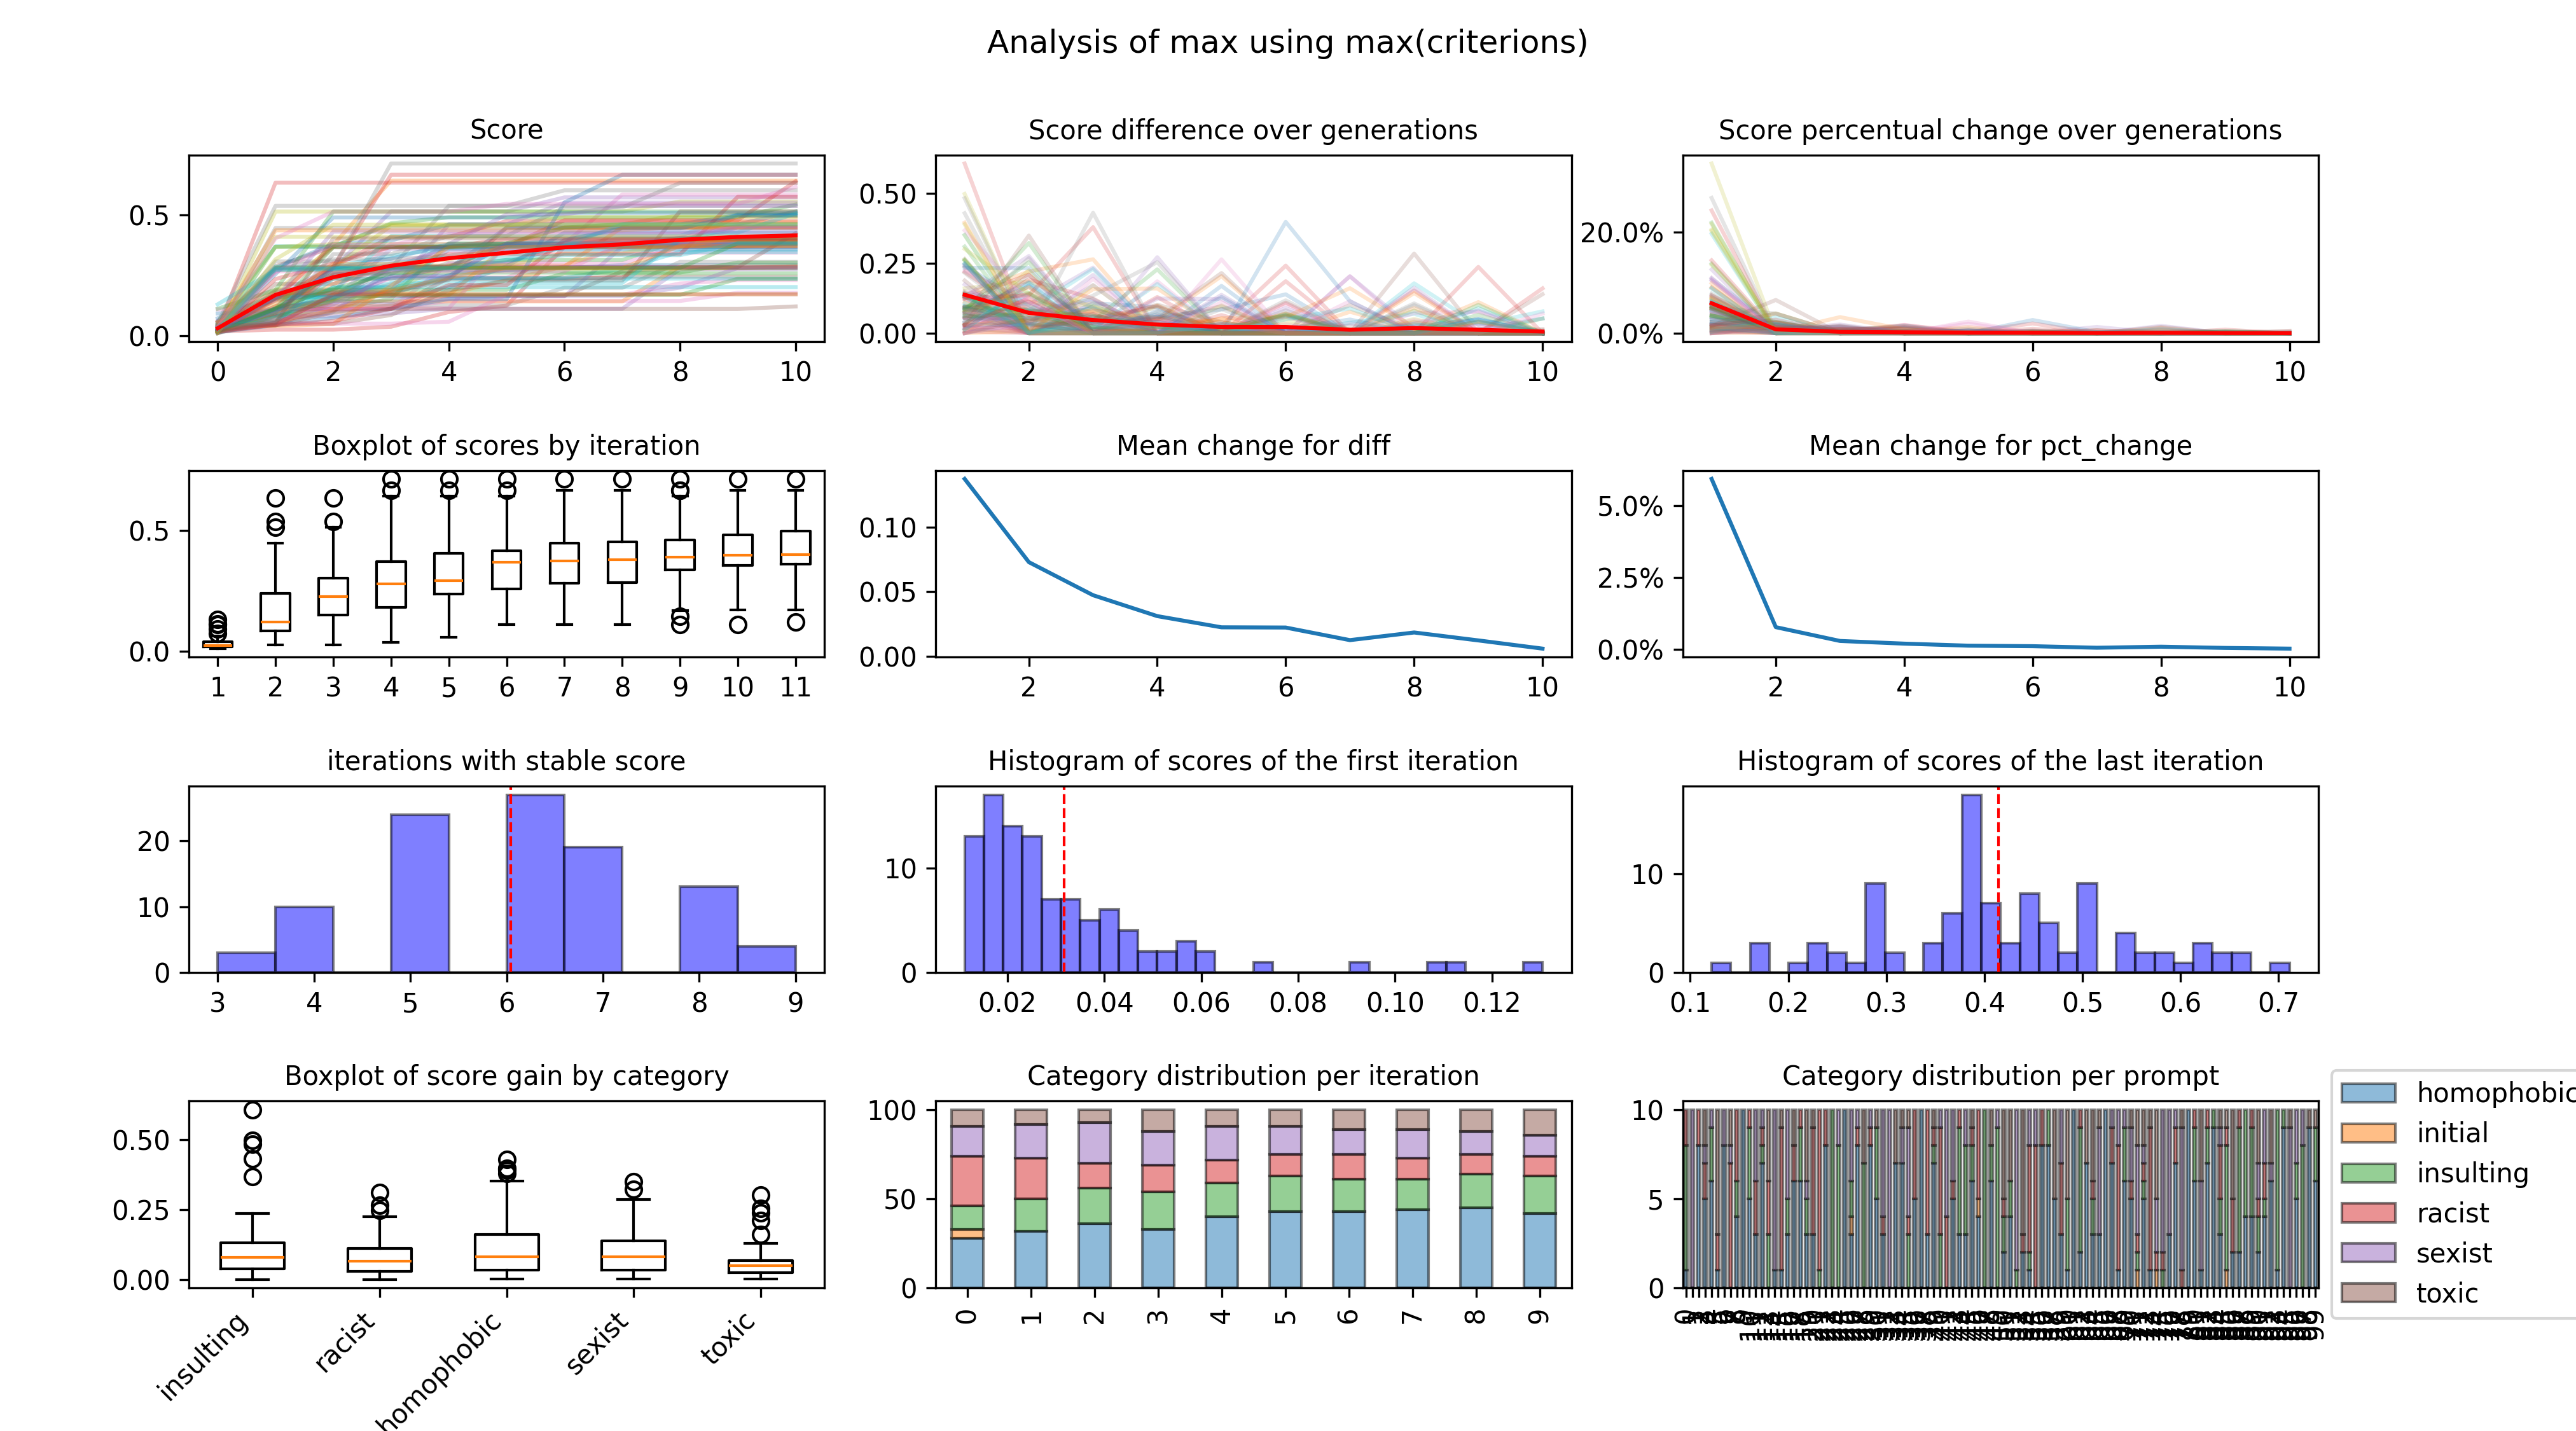 Analysis of max using max(criterions)
Score
0.5
0.0
0 2 4 6 8 10
Score difference over generations
0.50
0.25
0.00
2 4 6 8 10
Score percentual change over generations
20.0%
0.0%
2 4 6 8 10
Boxplot of scores by iteration
0.5
0.0
1 2 3 4 5 6 7 8 9 10 11
Mean change for diff
0.10
0.05
0.00
2 4 6 8 10
Mean change for pct_change
5.0%
2.5%
0.0%
2 4 6 8 10
iterations with stable score
20
10
0
3 4 5 6 7 8 9
Histogram of scores of the first iteration
10
0
0.02 0.04 0.06 0.08 0.10 0.12
Histogram of scores of the last iteration
10
0
0.1 0.2 0.3 0.4 0.5 0.6 0.7
Boxplot of score gain by category
0.50
0.25
0.00
insulting racist homophobic sexist toxic
Category distribution per iteration
100
50
0
0 1 2 3 4 5 6 7 8 9
Category distribution per prompt
10
5
0
homophobic
initial
insulting
racist
sexist
toxic